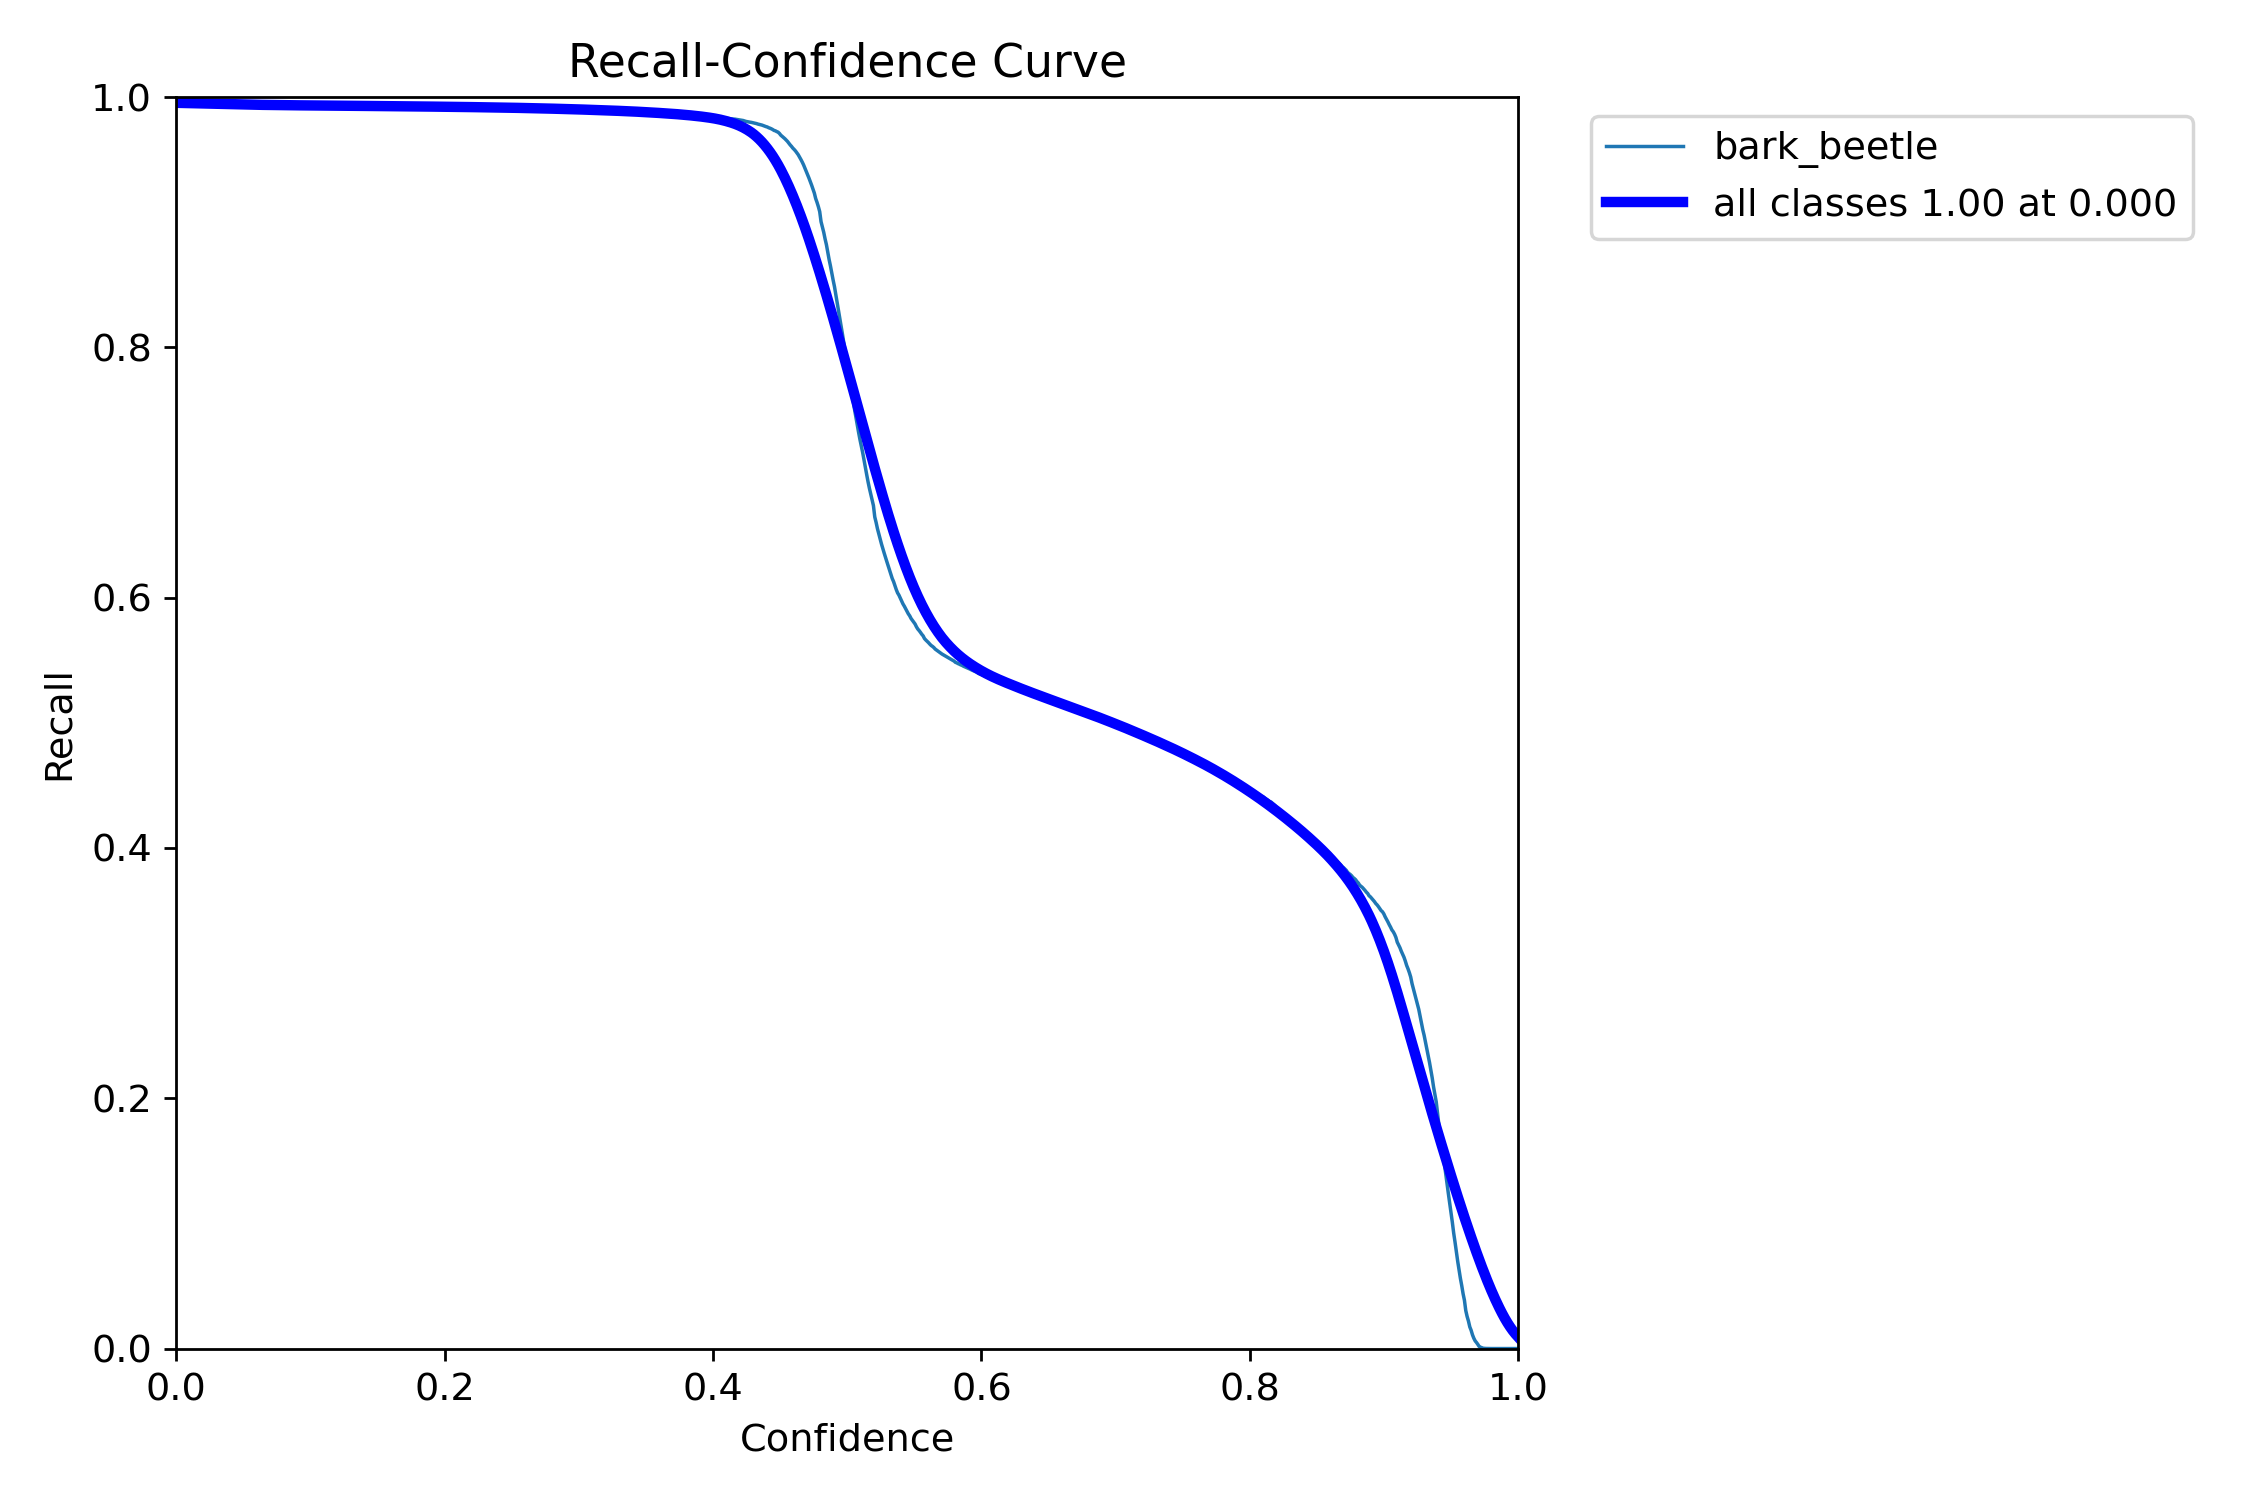 Recall-Confidence Curve
bark_beetle
all classes 1.00 at 0.000
Recall
1.0
0.8
0.6
0.4
0.2
0.0
0.0 0.2 0.4 0.6 0.8 1.0
Confidence